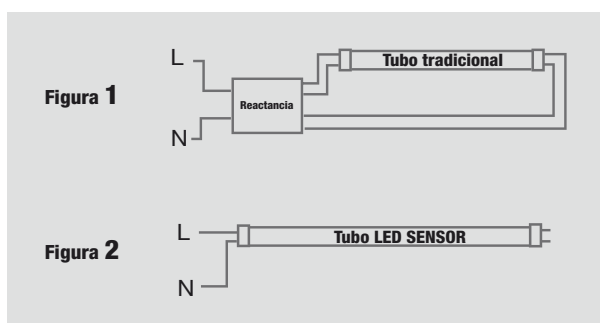 L
Tubo tradicional
Figura 1
Reactancia
N
L
Tubo LED SENSOR
Figura 2
N